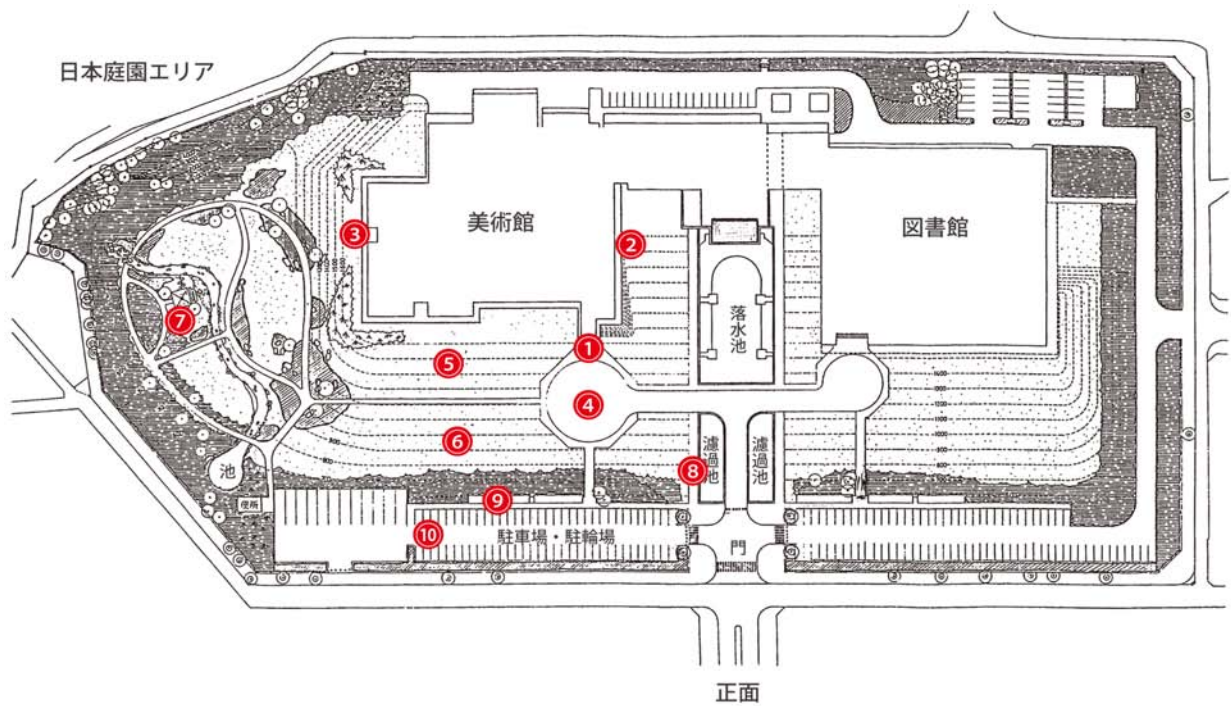 日本庭園エリア
美術館
図書館
③
②
落水池
⑦
①
⑤
④
⑥
池
便所
⑧
濾過池
濾過池
⑨
⑩
駐車場・駐輪場
門
正面